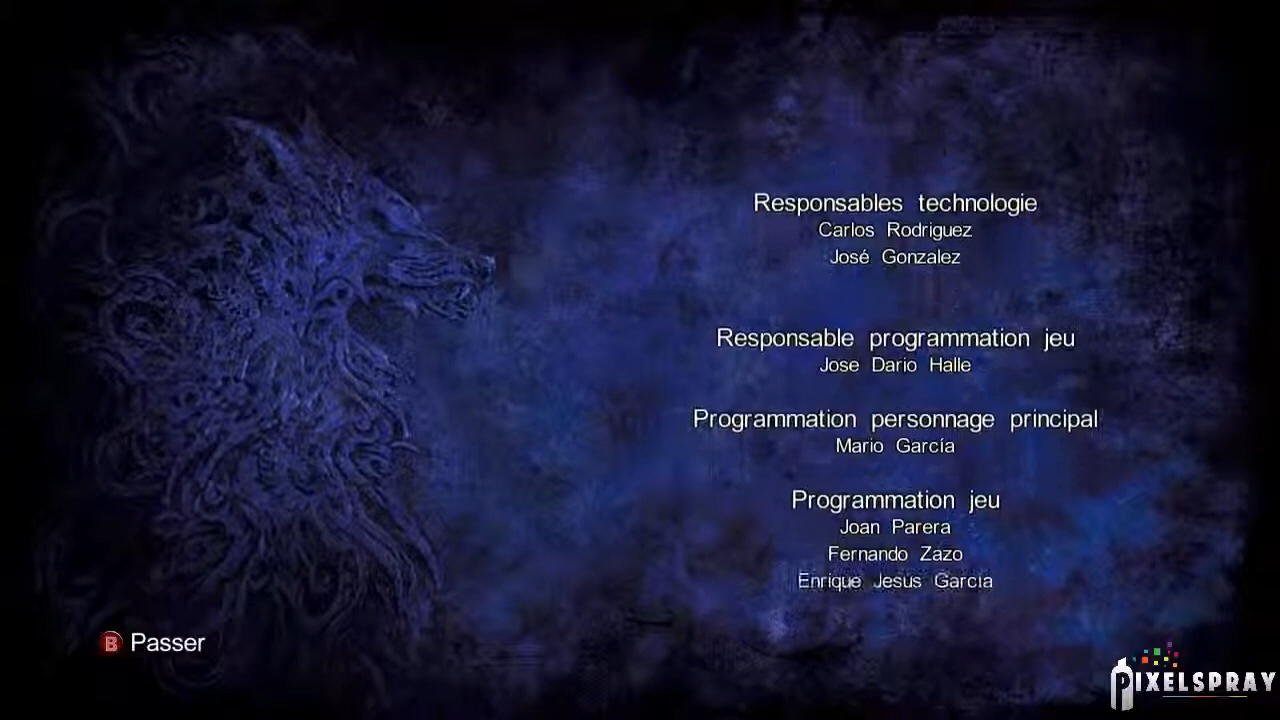 Responsables technologie
Carlos Rodriguez
José Gonzalez
Responsable programmation jeu
Jose Dario Halle
Programmation personnage principal
Mario García
Programmation jeu
Joan Parera
Fernando Zazo
Enrique Jesus García
B Passer
PIXELSPRAY